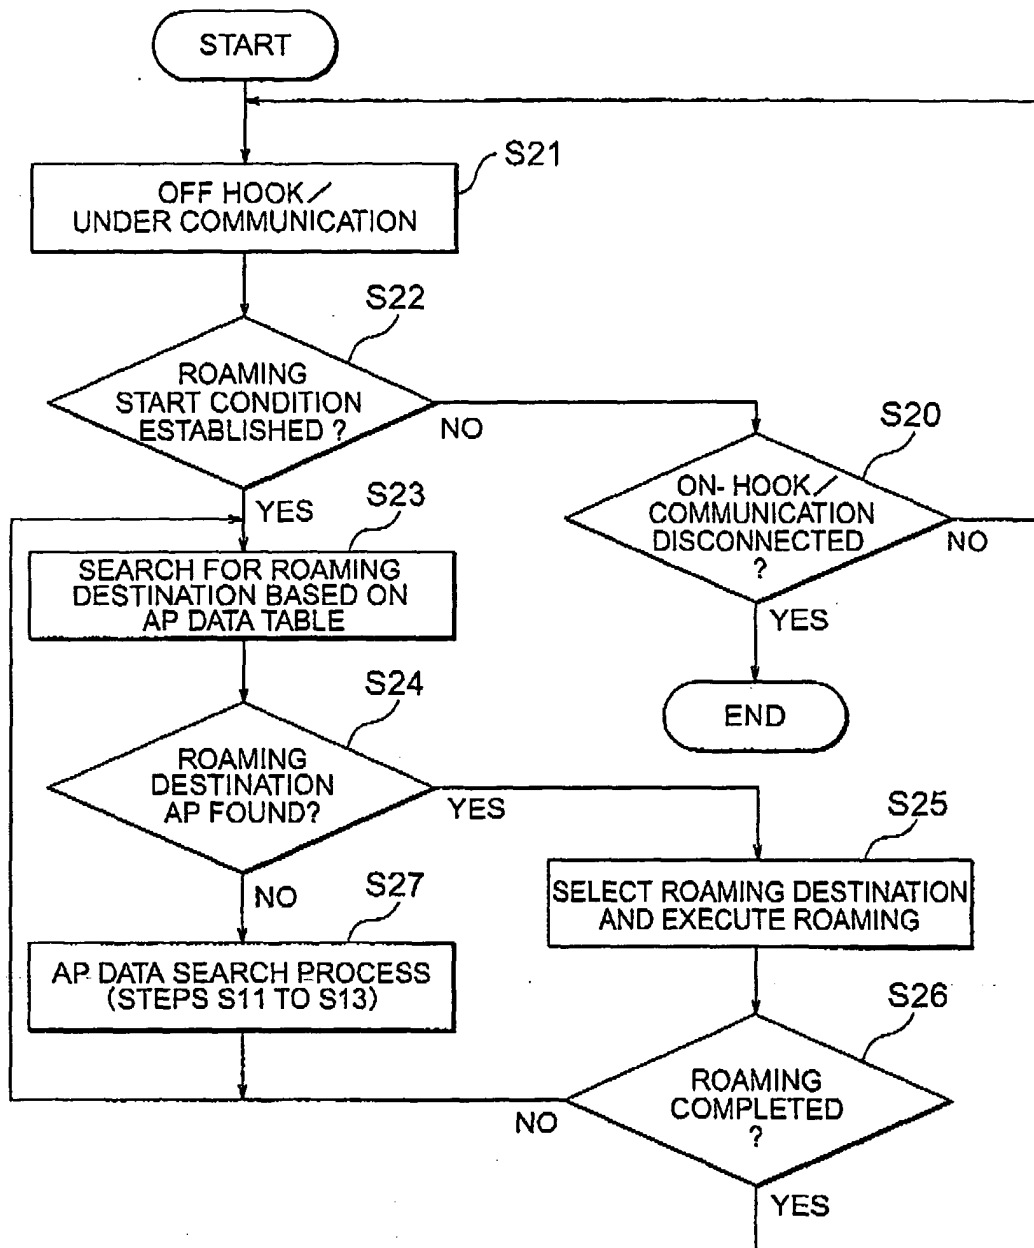 START
S21
OFF HOOK/
UNDER COMMUNICATION
S22
ROAMING
START CONDITION
ESTABLISHED ?
NO
YES
S20
ON- HOOK/
COMMUNICATION
DISCONNECTED
?
NO
YES
END
S23
SEARCH FOR ROAMING
DESTINATION BASED ON
AP DATA TABLE
S24
ROAMING
DESTINATION
AP FOUND?
YES
NO
S25
SELECT ROAMING DESTINATION
AND EXECUTE ROAMING
S27
AP DATA SEARCH PROCESS
(STEPS S11 TO S13)
S26
ROAMING
COMPLETED
?
NO
YES